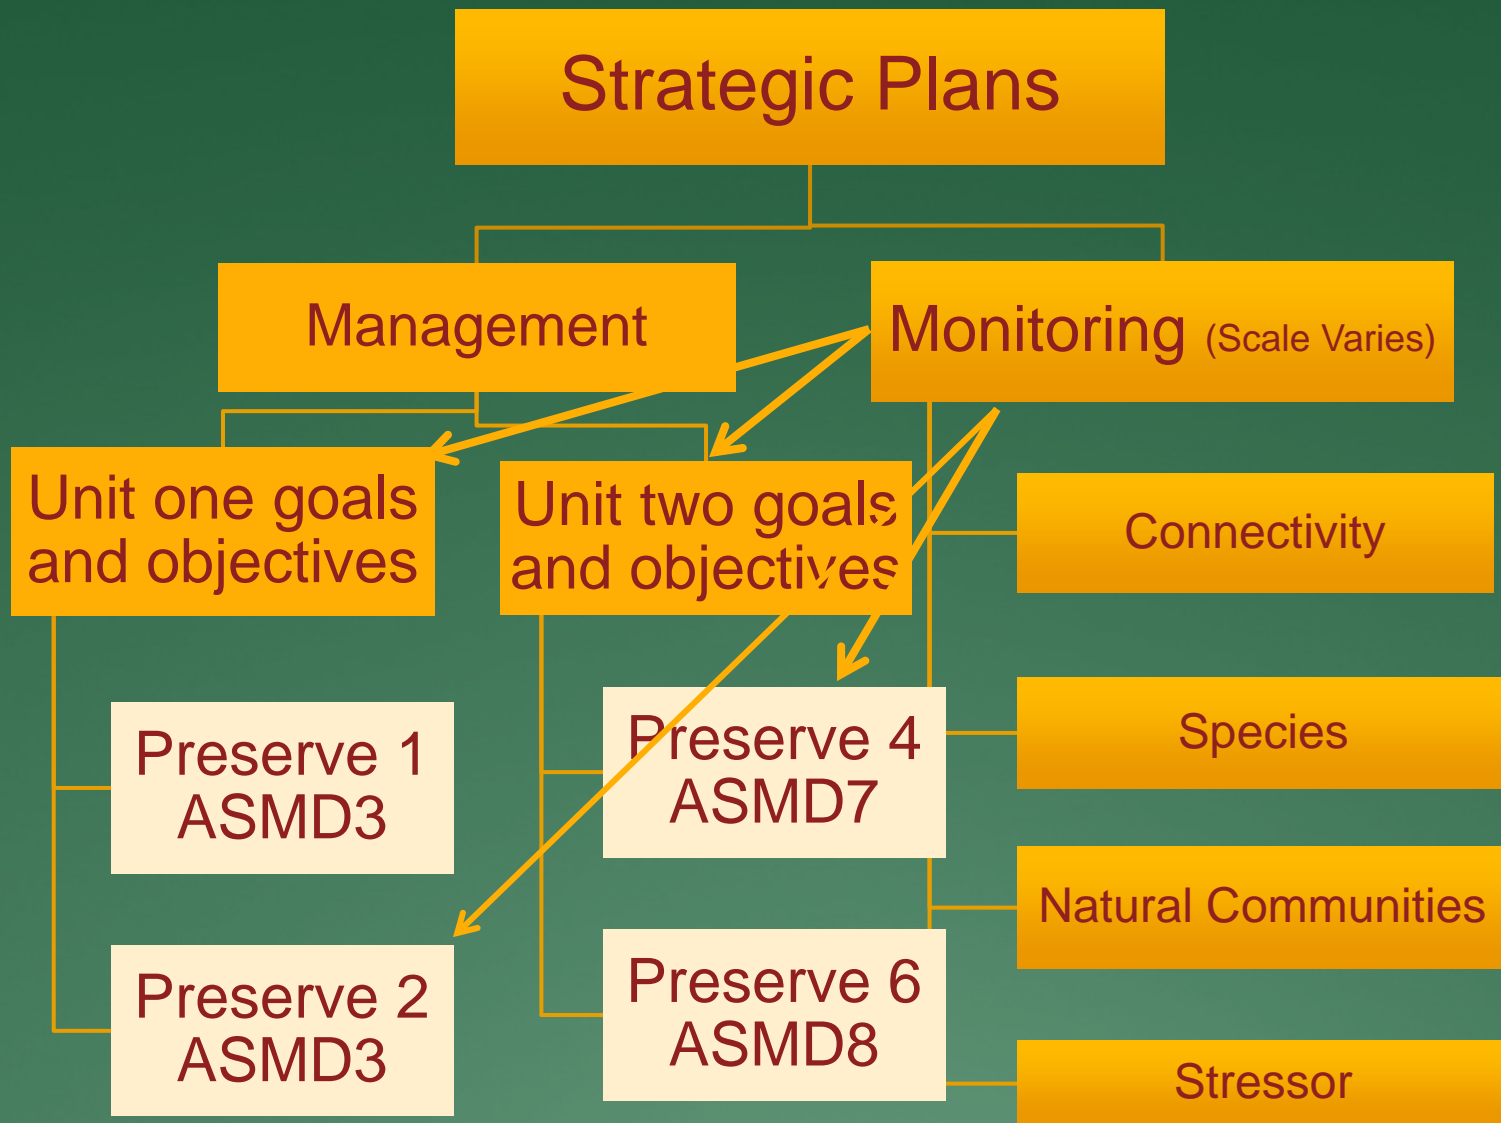 Strategic Plans
Management
Monitoring (Scale Varies)
Unit one goals
and objectives
Unit two goals
and objectives
Connectivity
Preserve 1
ASMD3
Preserve 4
ASMD7
Species
Natural Communities
Preserve 2
ASMD3
Preserve 6
ASMD8
Stressor